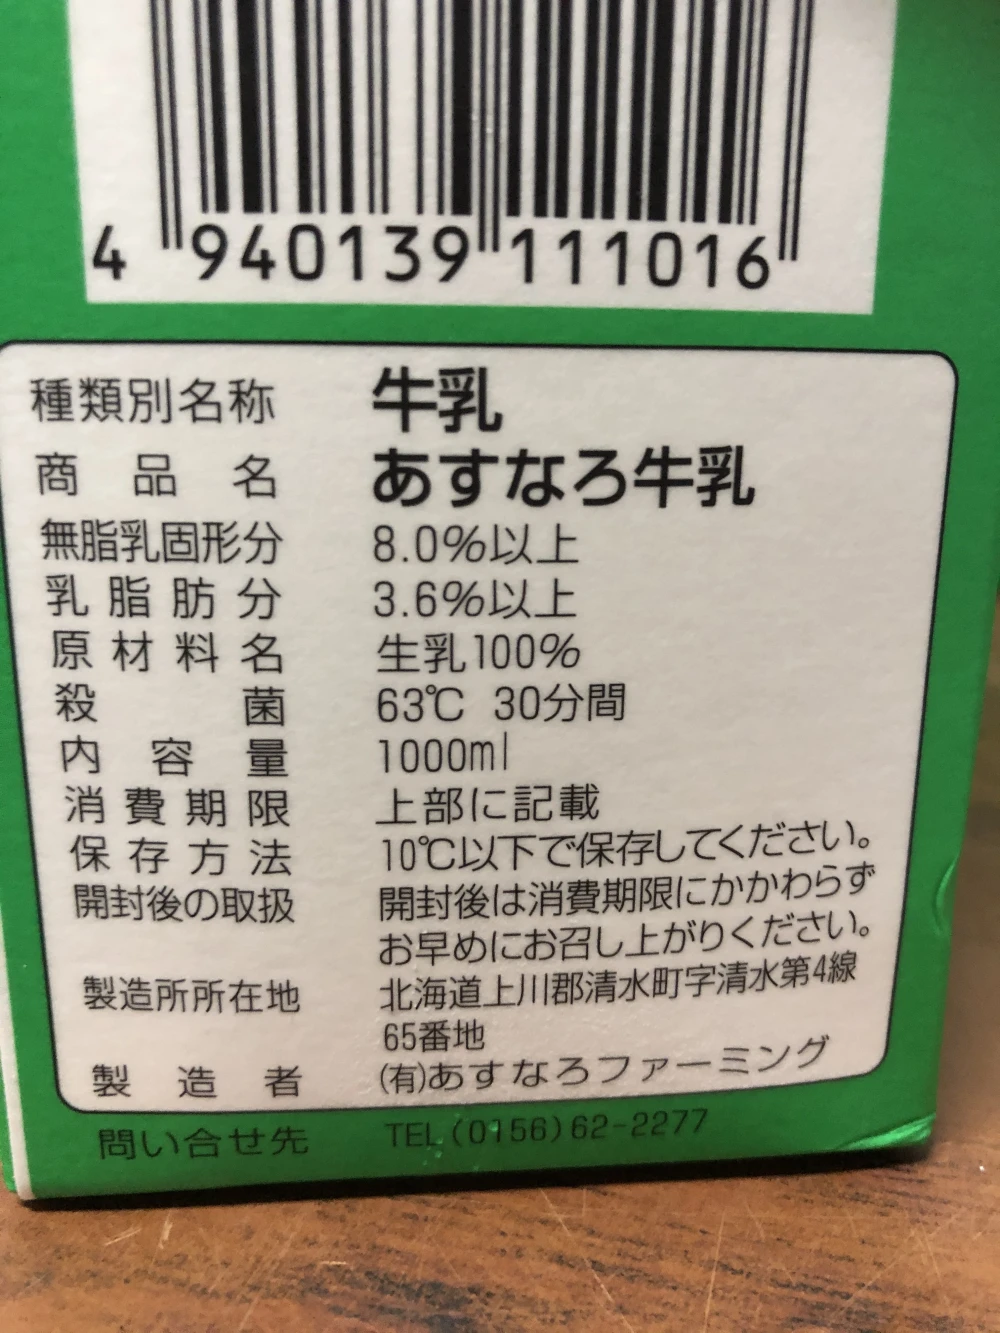 4 940139 111016
種類別名称 牛乳
商品名 あすなろ牛乳
無脂乳固形分 8.0%以上
乳脂肪分 3.6%以上
原材料名 生乳100%
殺菌 63℃ 30分間
内容量 1000ml
消費期限 上部に記載
保存方法 10℃以下で保存してください。
開封後の取扱 開封後は消費期限にかかわらず
お早めにお召し上がりください。
製造所所在地 北海道上川郡清水町字清水第4線
65番地
製造者 (有)あすなろファーミング
問い合せ先 TEL(0156)62-2277